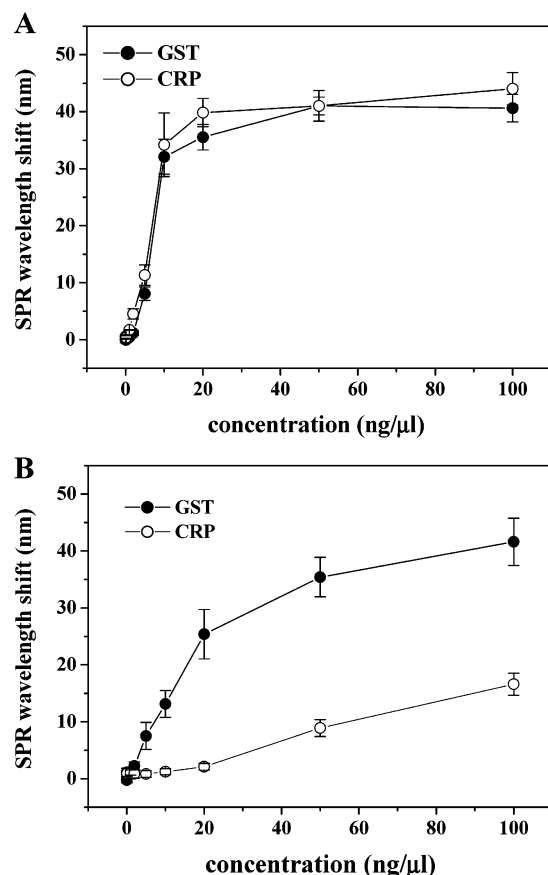 A
GST
CRP
SPR wavelength shift (nm)
50
40
30
20
10
0
0 20 40 60 80 100
concentration (ng/μl)
B
GST
CRP
SPR wavelength shift (nm)
50
40
30
20
10
0
0 20 40 60 80 100
concentration (ng/μl)